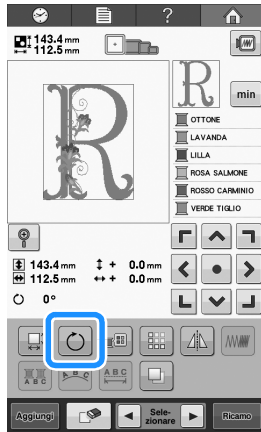 ?
143.4 mm
112.5 mm
R
R
min
OTTONE
LAVANDA
LILLA
ROSA SALMONE
ROSSO CARMINIO
VERDE TIGLIO
143.4 mm + 0.0 mm
112.5 mm + 0.0 mm
0°
A B C A B C A B C
Aggiungi Sele-
zionare Ricamo